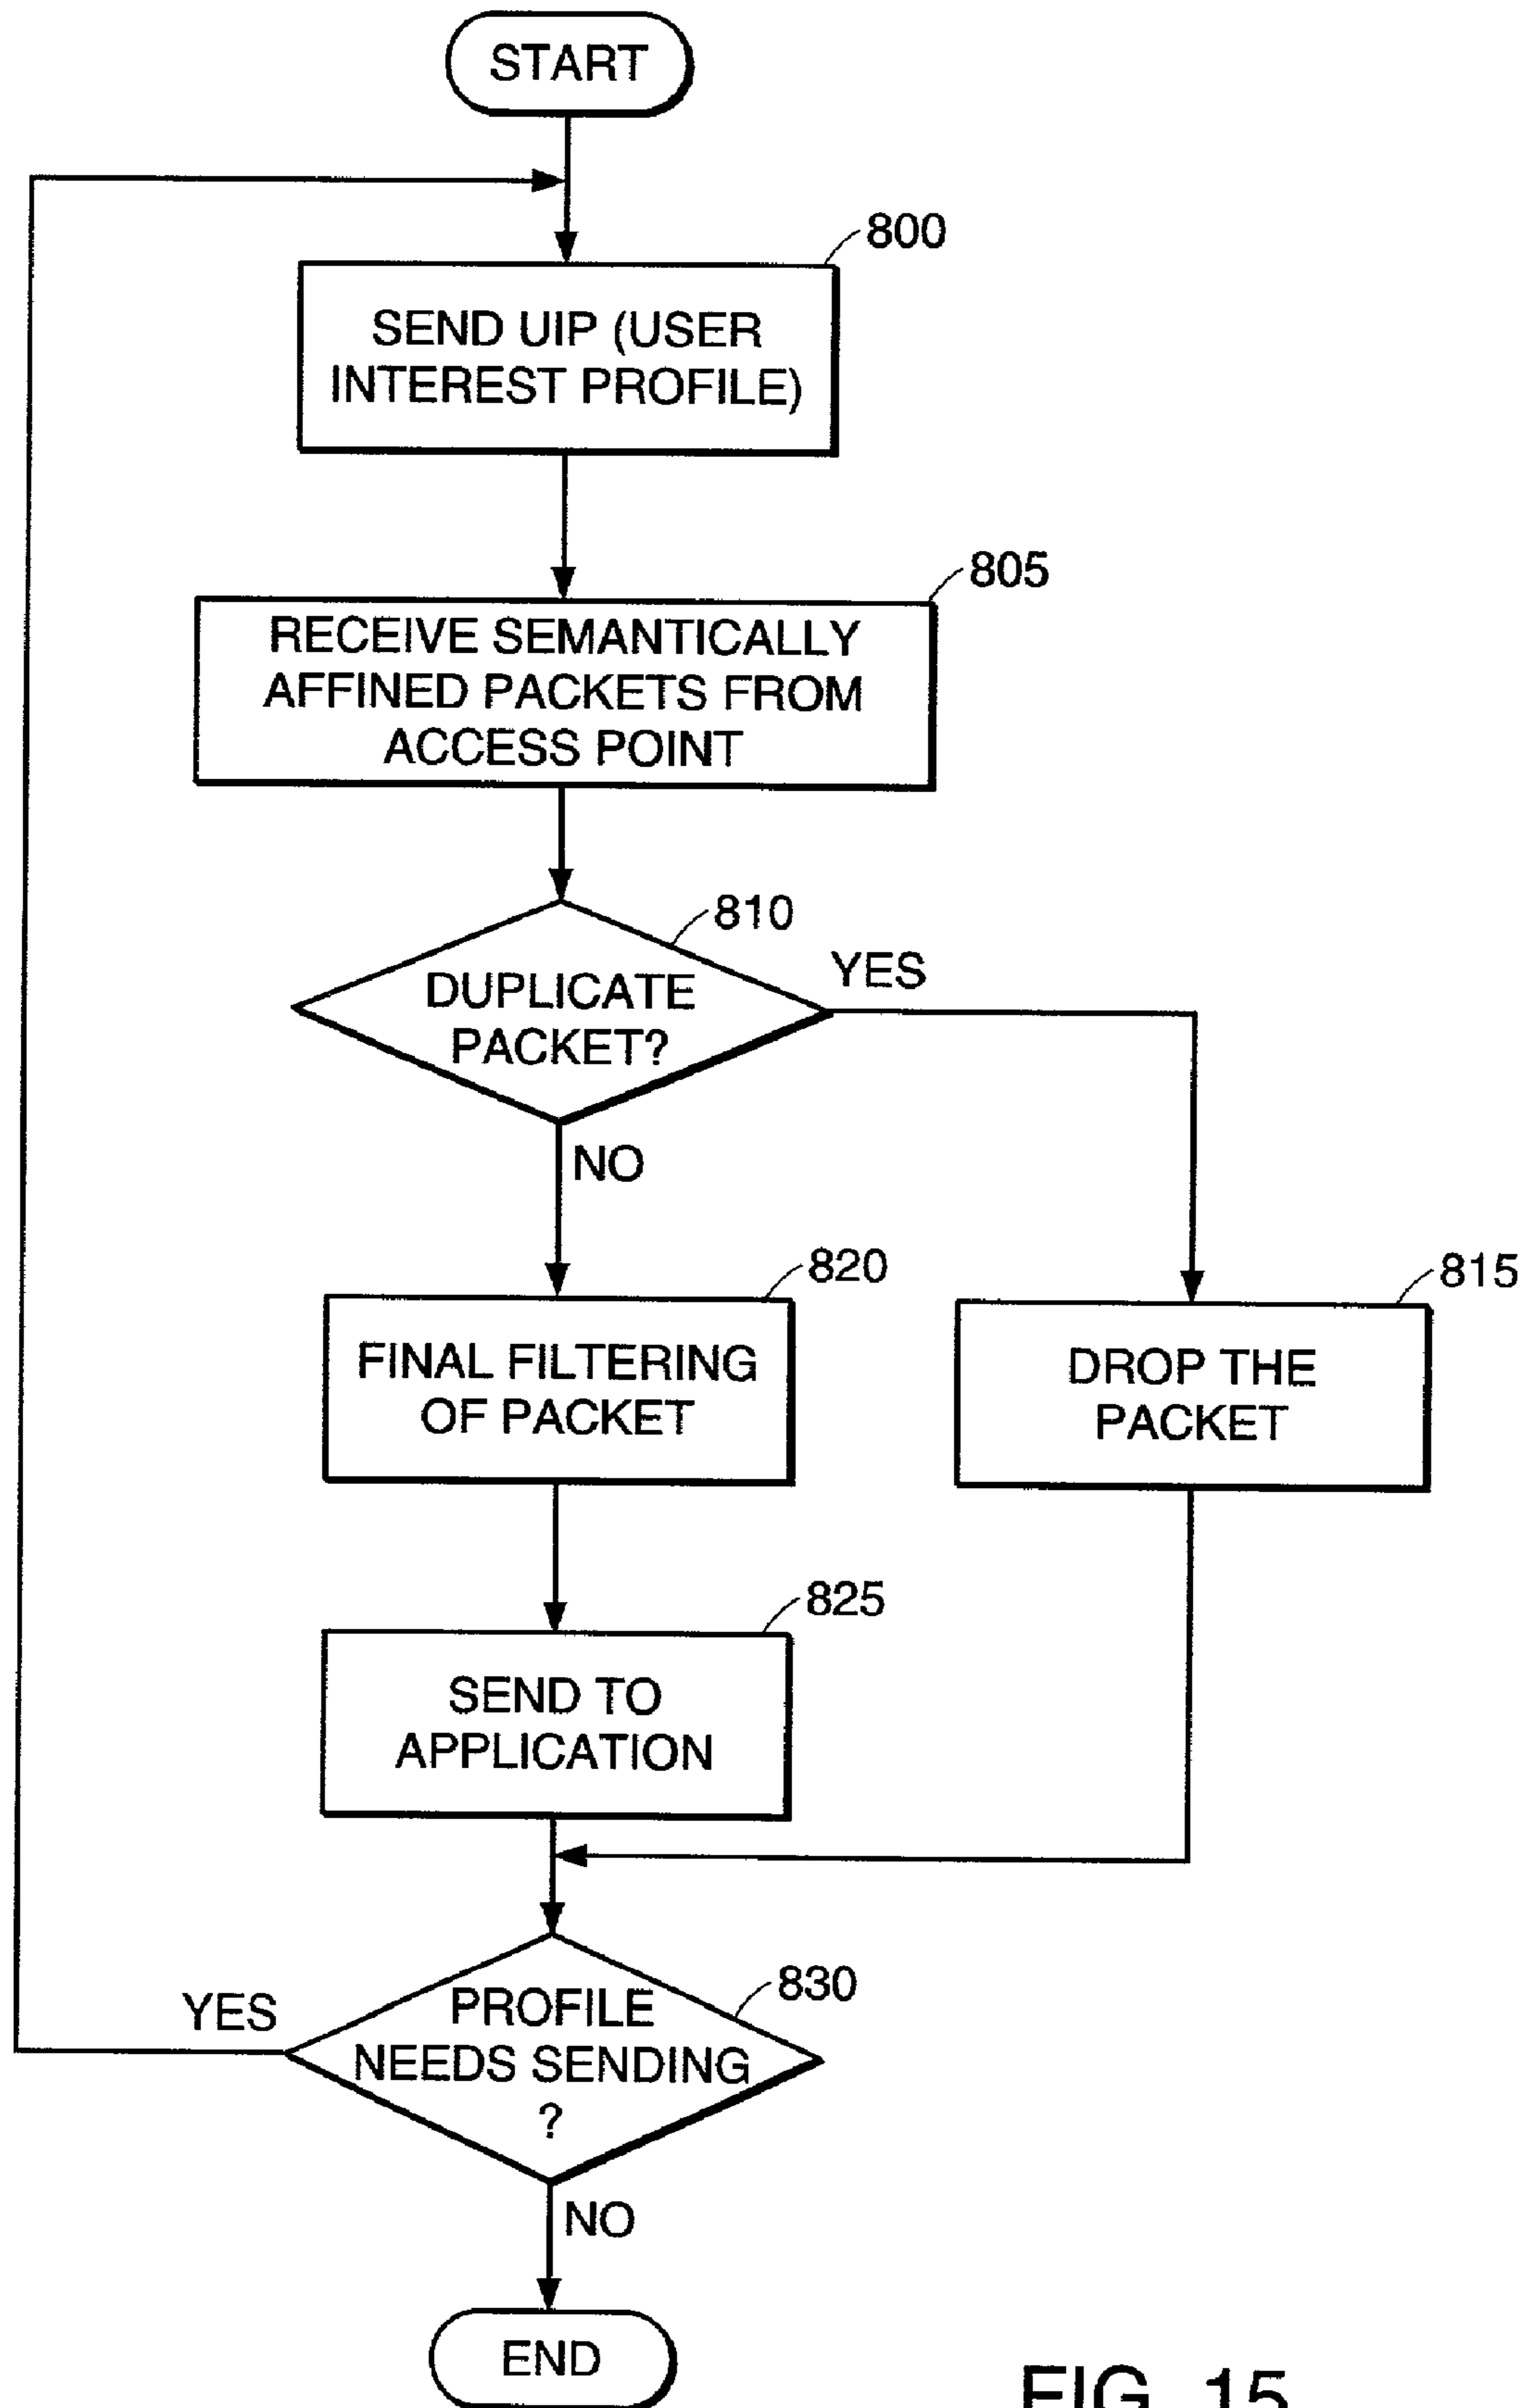 START
800
SEND UIP (USER
INTEREST PROFILE)
805
RECEIVE SEMANTICALLY
AFFINED PACKETS FROM
ACCESS POINT
810
DUPLICATE
PACKET?
YES
NO
820
FINAL FILTERING
OF PACKET
815
DROP THE
PACKET
825
SEND TO
APPLICATION
830
PROFILE
NEEDS SENDING
?
YES
NO
END
FIG. 15